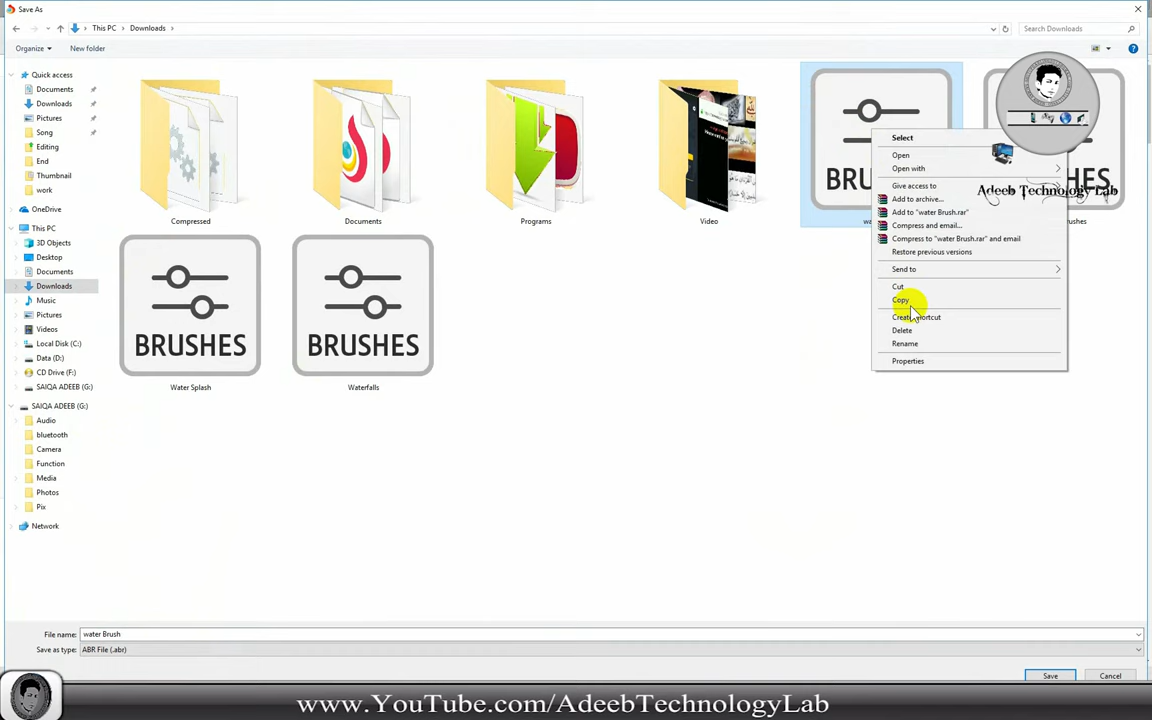 Save As
This PC
Downloads
Search Downloads
Organize
New folder
Quick access
Documents
Downloads
Pictures
Song
Editing
End
Thumbnail
work
OneDrive
This PC
3D Objects
Desktop
Documents
Downloads
Music
Pictures
Videos
Local Disk (C:)
Data (D:)
CD Drive (F:)
SAIQA ADEEB (G:)
SAIQA ADEEB (G:)
Audio
bluetooth
Camera
Function
Media
Photos
Pix
Network
Compressed
Documents
Programs
Video
BRUSHES
Water Splash
BRUSHES
Waterfalls
Select
Open
Open with
Give access to
Add to archive...
Add to "water Brush.rar"
Compress and email...
Compress to "water Brush.rar" and email
Restore previous versions
Send to
Cut
Copy
Create shortcut
Delete
Rename
Properties
Adeeb Technology Lab
File name:
water Brush
Save as type:
ABR File (.abr)
Save
Cancel
www.YouTube.com/AdeebTechnologyLab